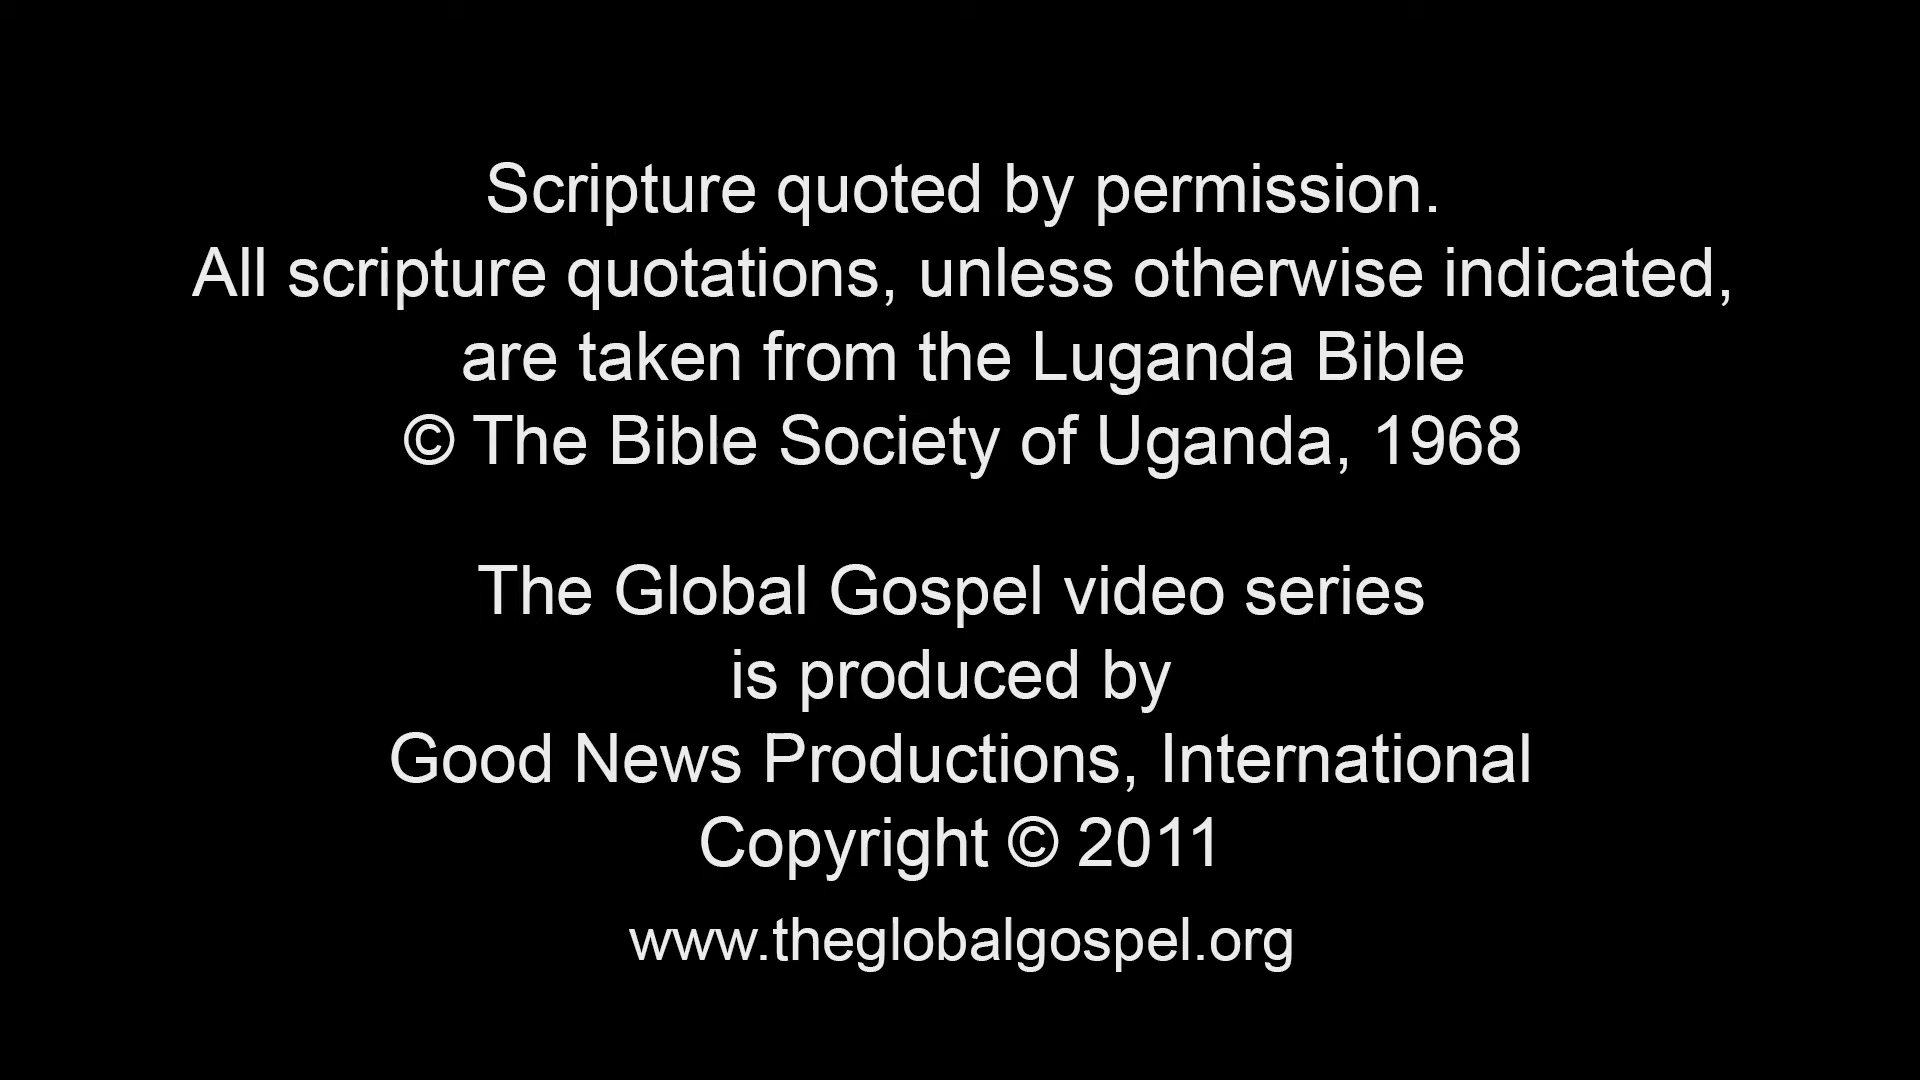 Scripture quoted by permission.
All scripture quotations, unless otherwise indicated,
are taken from the Luganda Bible
© The Bible Society of Uganda, 1968
The Global Gospel video series
is produced by
Good News Productions, International
Copyright © 2011
www.theglobalgospel.org